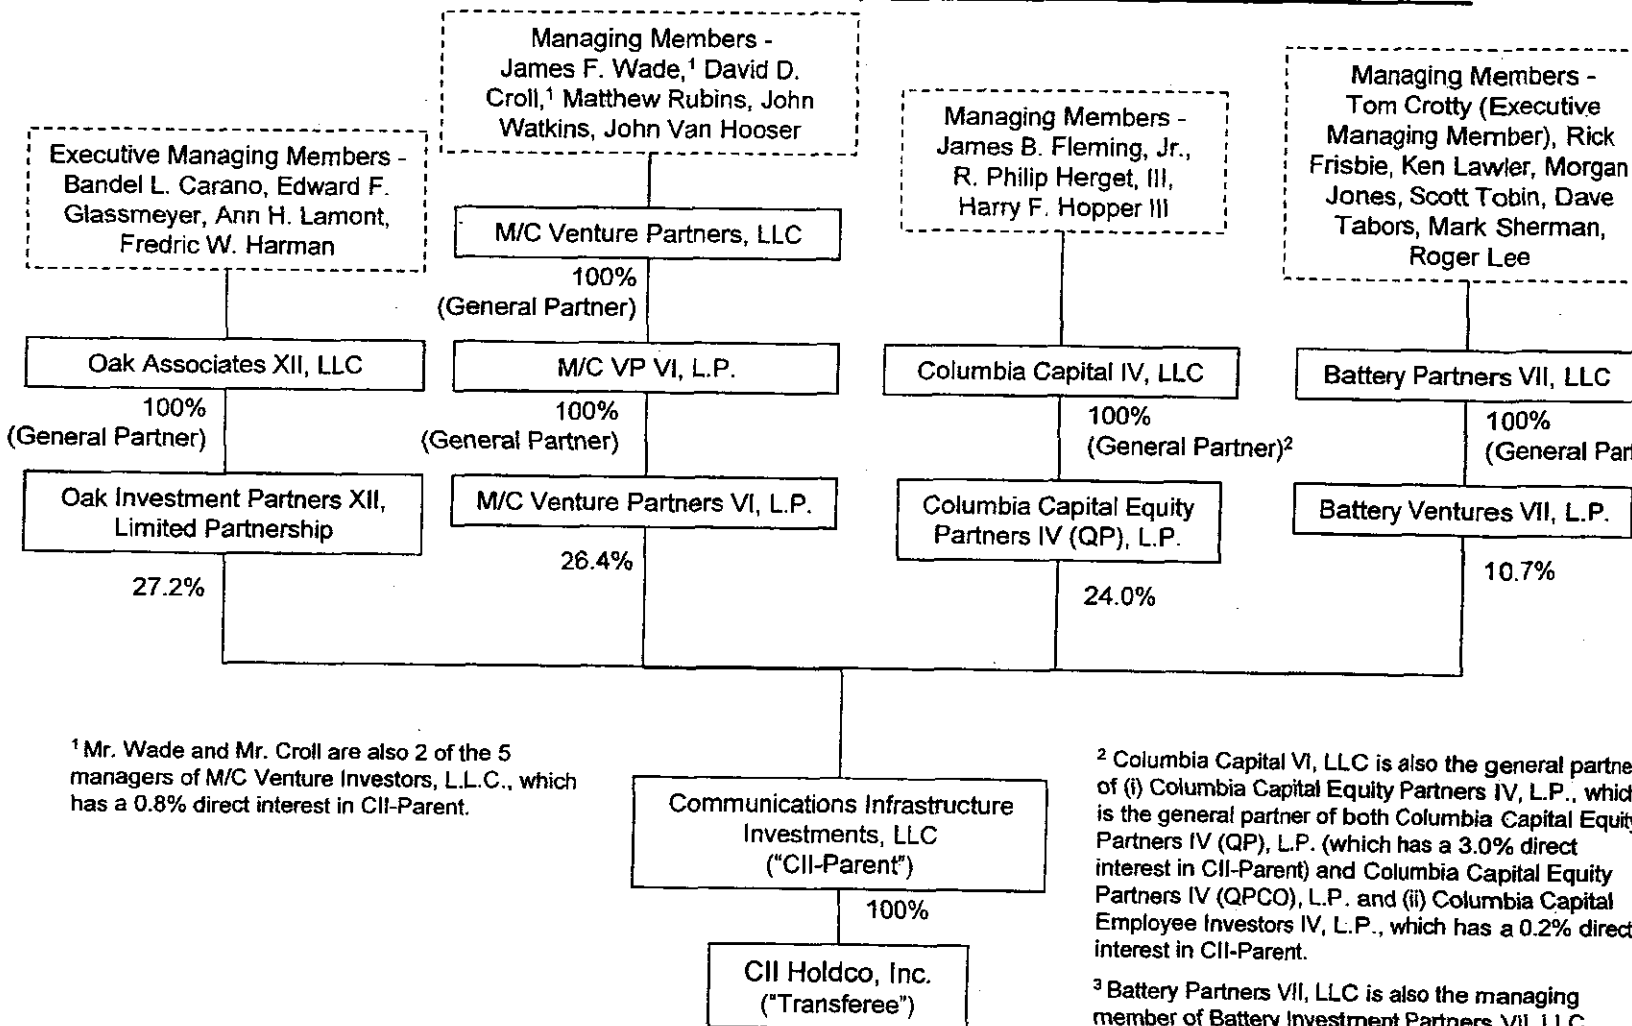 Managing Members -
James F. Wade,¹ David D.
Croll,¹ Matthew Rubins, John
Watkins, John Van Hooser
Managing Members -
Tom Crotty (Executive
Managing Member), Rick
Frisbie, Ken Lawler, Morgan
Jones, Scott Tobin, Dave
Tabors, Mark Sherman,
Roger Lee
Managing Members -
James B. Fleming, Jr.,
R. Philip Herget, III,
Harry F. Hopper III
Executive Managing Members -
Bandel L. Carano, Edward F.
Glassmeyer, Ann H. Lamont,
Fredric W. Harman
M/C Venture Partners, LLC
100%
(General Partner)
Oak Associates XII, LLC
M/C VP VI, L.P.
Columbia Capital IV, LLC
Battery Partners VII, LLC
100%
(General Partner)
100%
(General Partner)
100%
(General Partner)²
100%
(General Part
Oak Investment Partners XII,
Limited Partnership
M/C Venture Partners VI, L.P.
Columbia Capital Equity
Partners IV (QP), L.P.
Battery Ventures VII, L.P.
27.2%
26.4%
24.0%
10.7%
¹ Mr. Wade and Mr. Croll are also 2 of the 5
managers of M/C Venture Investors, L.L.C., which
has a 0.8% direct interest in CII-Parent.
Communications Infrastructure
Investments, LLC
("CII-Parent")
100%
CII Holdco, Inc.
("Transferee")
² Columbia Capital VI, LLC is also the general partne
of (i) Columbia Capital Equity Partners IV, L.P., which
is the general partner of both Columbia Capital Equity
Partners IV (QP), L.P. (which has a 3.0% direct
interest in CII-Parent) and Columbia Capital Equity
Partners IV (QPCO), L.P. and (ii) Columbia Capital
Employee Investors IV, L.P., which has a 0.2% direct
interest in CII-Parent.
³ Battery Partners VII, LLC is also the managing
member of Battery Investment Partners VII, LLC